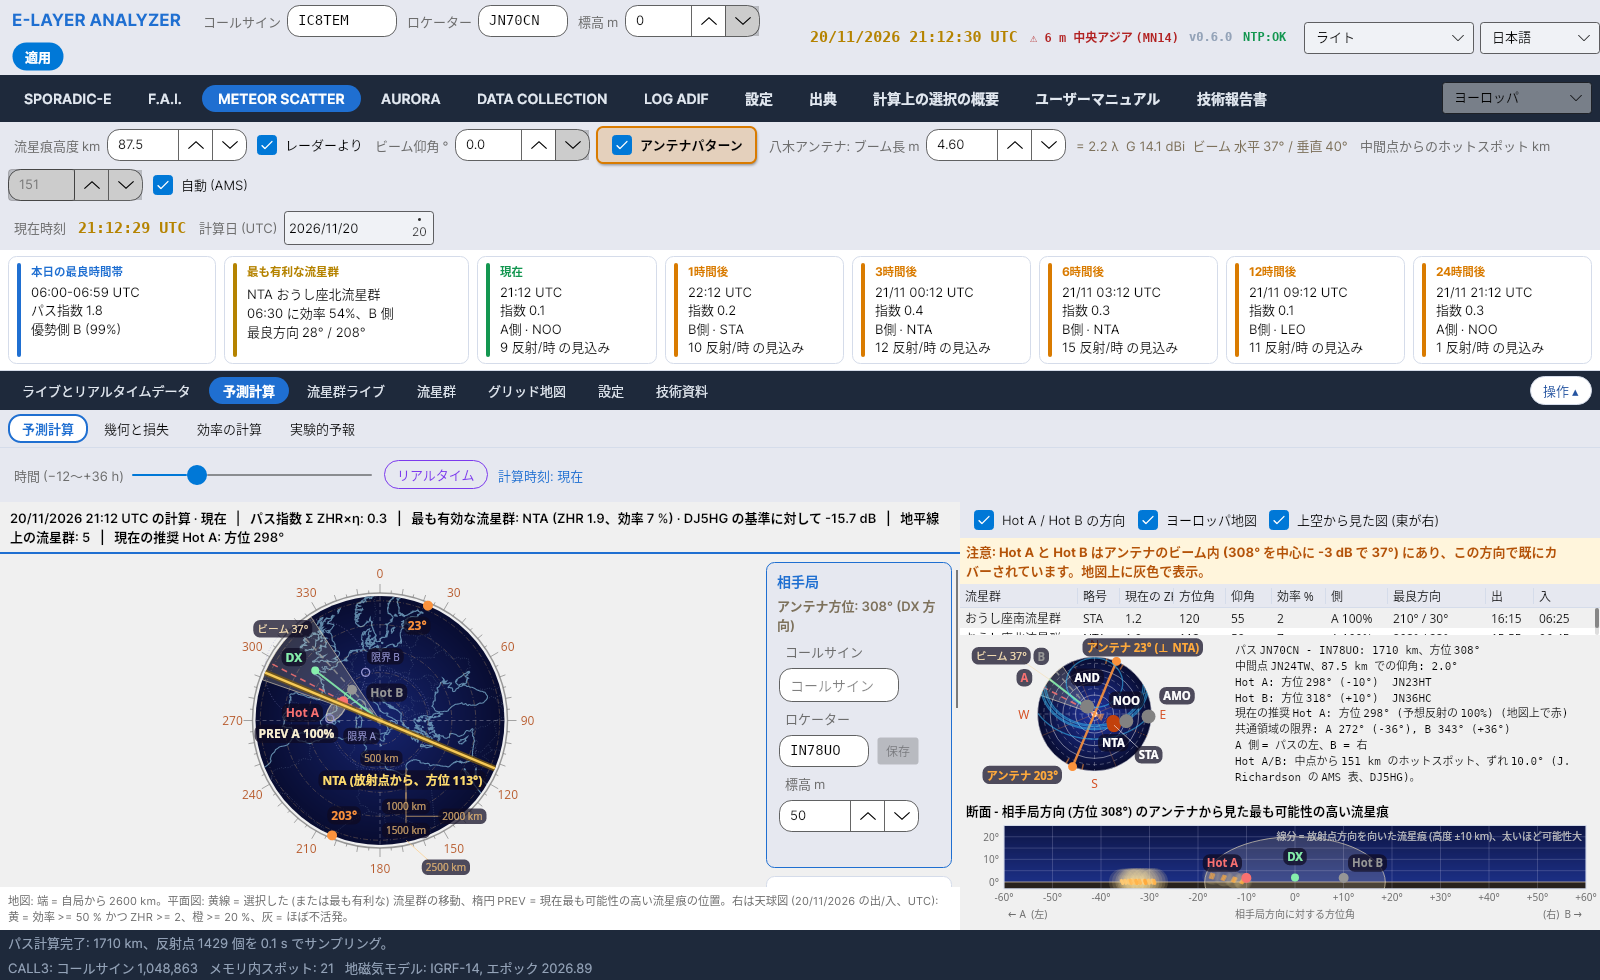 E-LAYER ANALYZER コールサイン IC8TEM ロケーター JN70CN 標高 m 0
適用
20/11/2026 21:12:30 UTC ⚠ 6 m 中央アジア (MN14) v0.6.0 NTP:OK ライト 日本語
SPORADIC-E F.A.I. METEOR SCATTER AURORA DATA COLLECTION LOG ADIF 設定 出典 計算上の選択の概要 ユーザーマニュアル 技術報告書 ヨーロッパ
流星痕高度 km 87.5 レーダーより ビーム仰角 ° 0.0 アンテナパターン 八木アンテナ: ブーム長 m 4.60 = 2.2 λ G 14.1 dBi ビーム 水平 37° / 垂直 40° 中間点からのホットスポット km
151 自動 (AMS)
現在時刻 21:12:29 UTC 計算日 (UTC) 2026/11/20 20
本日の最良時間帯
06:00-06:59 UTC
パス指数 1.8
優勢側 B (99%)
最も有利な流星群
NTA おうし座北流星群
06:30 に効率 54%、B 側
最良方向 28° / 208°
現在
21:12 UTC
指数 0.1
A側 · NOO
9 反射/時 の見込み
1時間後
22:12 UTC
指数 0.2
B側 · STA
10 反射/時 の見込み
3時間後
21/11 00:12 UTC
指数 0.4
B側 · NTA
12 反射/時 の見込み
6時間後
21/11 03:12 UTC
指数 0.3
B側 · NTA
15 反射/時 の見込み
12時間後
21/11 09:12 UTC
指数 0.1
B側 · LEO
11 反射/時 の見込み
24時間後
21/11 21:12 UTC
指数 0.3
A側 · NOO
1 反射/時 の見込み
ライブとリアルタイムデータ 予測計算 流星群ライブ 流星群 グリッド地図 設定 技術資料 操作 ▴
予測計算 幾何と損失 効率の計算 実験的予報
時間 (−12〜+36 h) リアルタイム 計算時刻: 現在
20/11/2026 21:12 UTC の計算 · 現在 | パス指数 Σ ZHR×η: 0.3 | 最も有効な流星群: NTA (ZHR 1.9、効率 7 %) · DJ5HG の基準に対して -15.7 dB | 地平線
上の流星群: 5 | 現在の推奨 Hot A: 方位 298°
0
330 30
ビーム 37° 23°
300 DX 限界 B 60
Hot B
Hot A
270 90
PREV A 100% 限界 A
500 km
NTA (放射点から、方位 113°)
240 120
1000 km
203° 2000 km
1500 km
210 150
180 2500 km
相手局
アンテナ方位: 308° (DX 方
向)
コールサイン
コールサイン
ロケーター
IN78UO 保存
標高 m
50
地図: 端 = 自局から 2600 km。平面図: 黄線 = 選択した (または最も有利な) 流星群の移動、楕円 PREV = 現在最も可能性の高い流星痕の位置。右は天球図 (20/11/2026 の出/入、UTC):
黄 = 効率 >= 50 % かつ ZHR >= 2、橙 >= 20 %、灰 = ほぼ不活発。
Hot A / Hot B の方向 ヨーロッパ地図 上空から見た図 (東が右)
注意: Hot A と Hot B はアンテナのビーム内 (308° を中心に -3 dB で 37°) にあり、この方向で既にカ
バーされています。地図上に灰色で表示。
流星群 略号 現在の ZI 方位角 仰角 効率 % 側 最良方向 出 入
おうし座南流星群 STA 1.2 120 55 2 A 100% 210° / 30° 16:15 06:25
ビーム 37° B アンテナ 23° (⊥ NTA)
A AND
NOO AMO
W E
NTA
STA
アンテナ 203°
S
パス JN70CN - IN78UO: 1710 km、方位 308°
中間点 JN24TW、87.5 km での仰角: 2.0°
Hot A: 方位 298° (-10°) JN23HT
Hot B: 方位 318° (+10°) JN36HC
現在の推奨 Hot A: 方位 298° (予想反射の 100%) (地図上で赤)
共通領域の限界: A 272° (-36°), B 343° (+36°)
A 側 = パスの左、B = 右
Hot A/B: 中点から 151 km のホットスポット、ずれ 10.0° (J.
Richardson の AMS 表、DJ5HG)。
断面 - 相手局方向 (方位 308°) のアンテナから見た最も可能性の高い流星痕
線分 = 放射点方向を向いた流星痕 (高度 ±10 km)、太いほど可能性大
20°
10°
0°
Hot A DX Hot B
-60° -50° -40° -30° -20° -10° 0° +10° +20° +30° +40° +50° +60°
← A (左) 相手局方向に対する方位角 (右) B →
パス計算完了: 1710 km、反射点 1429 個を 0.1 s でサンプリング。
CALL3: コールサイン 1,048,863 メモリ内スポット: 21 地磁気モデル: IGRF-14, エポック 2026.89